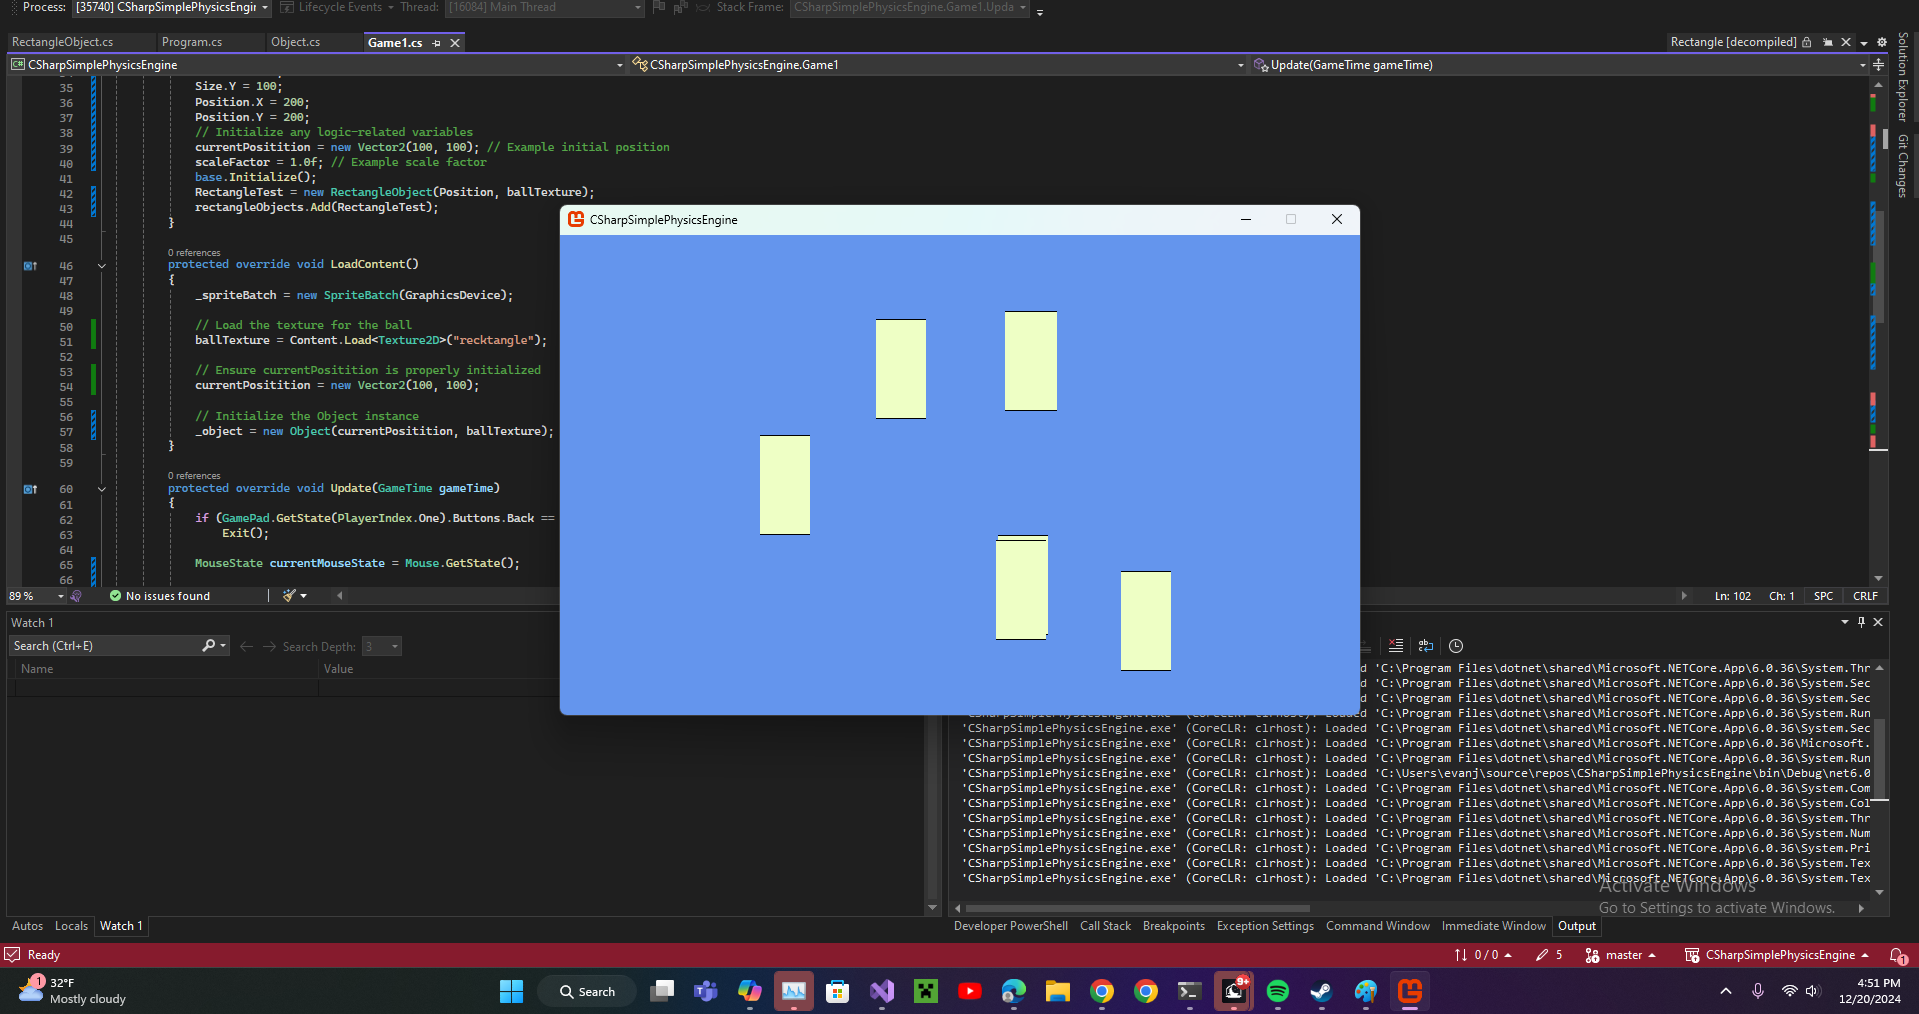 Process: [35740] CSharpSimplePhysicsEngir Lifecycle Events Thread: [16084] Main Thread Stack Frame: CSharpSimplePhysicsEngine.Game1.Upda
RectangleObject.cs Program.cs Object.cs Game1.cs Rectangle [decompiled]
CSharpSimplePhysicsEngine CSharpSimplePhysicsEngine.Game1 Update(GameTime gameTime)
35 Size.Y = 100;
36 Position.X = 200;
37 Position.Y = 200;
38 // Initialize any logic-related variables
39 currentPositition = new Vector2(100, 100); // Example initial position
40 scaleFactor = 1.0f; // Example scale factor
41 base.Initialize();
42 RectangleTest = new RectangleObject(Position, ballTexture);
43 rectangleObjects.Add(RectangleTest);
44 }
45
0 references
46 protected override void LoadContent()
47 {
48 _spriteBatch = new SpriteBatch(GraphicsDevice);
49
50 // Load the texture for the ball
51 ballTexture = Content.Load<Texture2D>("recktangle");
52
53 // Ensure currentPositition is properly initialized
54 currentPositition = new Vector2(100, 100);
55
56 // Initialize the Object instance
57 _object = new Object(currentPositition, ballTexture);
58 }
59
0 references
60 protected override void Update(GameTime gameTime)
61 {
62 if (GamePad.GetState(PlayerIndex.One).Buttons.Back ==
63 Exit();
64
65 MouseState currentMouseState = Mouse.GetState();
66
CSharpSimplePhysicsEngine
Solution Explorer
Git Changes
89 % No issues found Ln: 102 Ch: 1 SPC CRLF
Watch 1
Search (Ctrl+E) Search Depth: 3
Name Value
d 'C:\Program Files\dotnet\shared\Microsoft.NETCore.App\6.0.36\System.Thr
d 'C:\Program Files\dotnet\shared\Microsoft.NETCore.App\6.0.36\System.Sec
d 'C:\Program Files\dotnet\shared\Microsoft.NETCore.App\6.0.36\System.Sec
d 'C:\Program Files\dotnet\shared\Microsoft.NETCore.App\6.0.36\System.Run
'CSharpSimplePhysicsEngine.exe' (CoreCLR: clrhost): Loaded 'C:\Program Files\dotnet\shared\Microsoft.NETCore.App\6.0.36\System.Sec
'CSharpSimplePhysicsEngine.exe' (CoreCLR: clrhost): Loaded 'C:\Program Files\dotnet\shared\Microsoft.NETCore.App\6.0.36\Microsoft.
'CSharpSimplePhysicsEngine.exe' (CoreCLR: clrhost): Loaded 'C:\Program Files\dotnet\shared\Microsoft.NETCore.App\6.0.36\System.Run
'CSharpSimplePhysicsEngine.exe' (CoreCLR: clrhost): Loaded 'C:\Users\evanj\source\repos\CSharpSimplePhysicsEngine\bin\Debug\net6.0
'CSharpSimplePhysicsEngine.exe' (CoreCLR: clrhost): Loaded 'C:\Program Files\dotnet\shared\Microsoft.NETCore.App\6.0.36\System.Com
'CSharpSimplePhysicsEngine.exe' (CoreCLR: clrhost): Loaded 'C:\Program Files\dotnet\shared\Microsoft.NETCore.App\6.0.36\System.Col
'CSharpSimplePhysicsEngine.exe' (CoreCLR: clrhost): Loaded 'C:\Program Files\dotnet\shared\Microsoft.NETCore.App\6.0.36\System.Thr
'CSharpSimplePhysicsEngine.exe' (CoreCLR: clrhost): Loaded 'C:\Program Files\dotnet\shared\Microsoft.NETCore.App\6.0.36\System.Num
'CSharpSimplePhysicsEngine.exe' (CoreCLR: clrhost): Loaded 'C:\Program Files\dotnet\shared\Microsoft.NETCore.App\6.0.36\System.Pri
'CSharpSimplePhysicsEngine.exe' (CoreCLR: clrhost): Loaded 'C:\Program Files\dotnet\shared\Microsoft.NETCore.App\6.0.36\System.Tex
'CSharpSimplePhysicsEngine.exe' (CoreCLR: clrhost): Loaded 'C:\Program Files\dotnet\shared\Microsoft.NETCore.App\6.0.36\System.Tex
Activate Windows
Go to Settings to activate Windows.
Autos Locals Watch 1 Developer PowerShell Call Stack Breakpoints Exception Settings Command Window Immediate Window Output
Ready 0 / 0 5 master CSharpSimplePhysicsEngine 1
1 32°F
Mostly cloudy
Search
9+
4:51 PM
12/20/2024